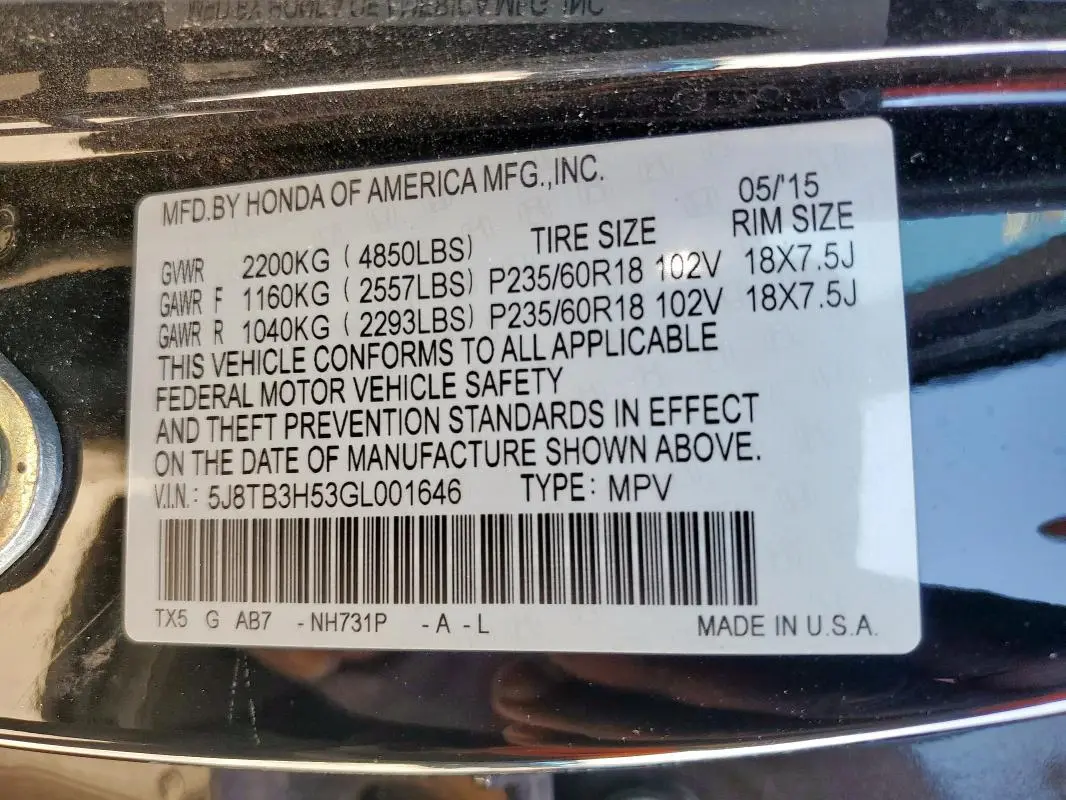 MFD.BY HONDA OF AMERICA MFG.,INC. 05/'15
TIRE SIZE RIM SIZE
GVWR 2200KG ( 4850LBS)
GAWR F 1160KG ( 2557LBS) P235/60R18 102V 18X7.5J
GAWR R 1040KG ( 2293LBS) P235/60R18 102V 18X7.5J
THIS VEHICLE CONFORMS TO ALL APPLICABLE
FEDERAL MOTOR VEHICLE SAFETY
AND THEFT PREVENTION STANDARDS IN EFFECT
ON THE DATE OF MANUFACTURE SHOWN ABOVE.
V.I.N.: 5J8TB3H53GL001646 TYPE: MPV
TX5 G AB7 -NH731P -A -L MADE IN U.S.A.